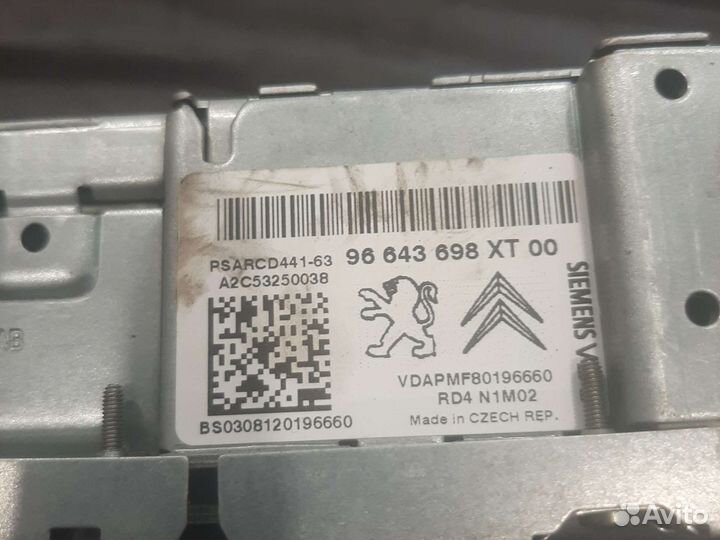 PSARCD441-63 96 643 698 XT 00
A2C53250038
SIEMENS
VDAPMF80196660
RD4 N1M02
BS0308120196660
Made in CZECH REP.
Avito